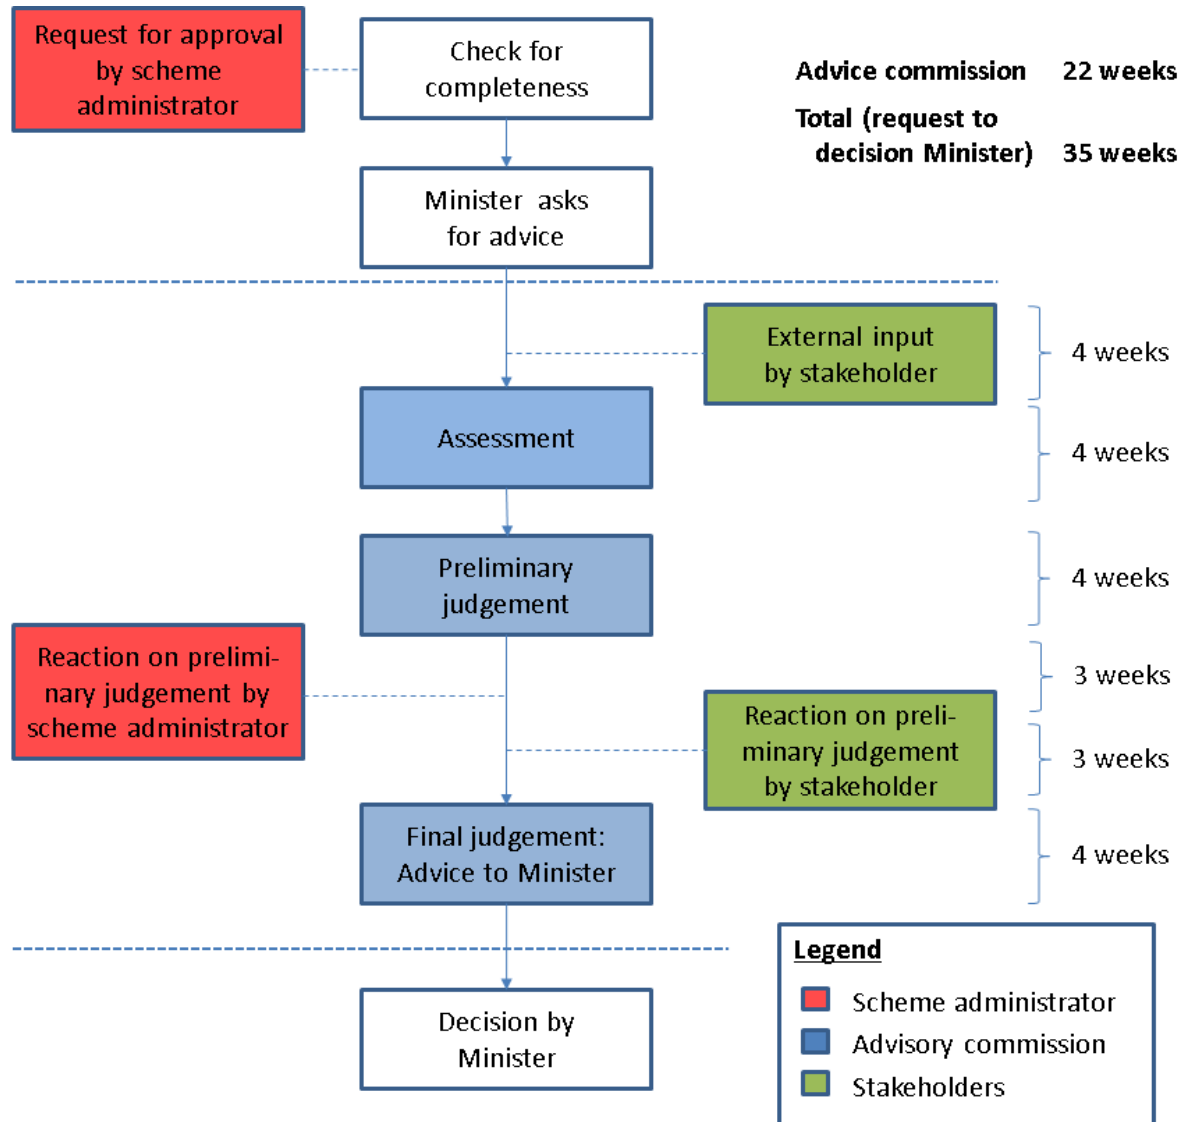 Request for approval
by scheme
administrator
Check for
completeness
Advice commission 22 weeks
Total (request to
decision Minister) 35 weeks
Minister asks
for advice
External input
by stakeholder
4 weeks
Assessment
4 weeks
Preliminary
judgement
4 weeks
Reaction on prelimi-
nary judgement by
scheme administrator
3 weeks
Reaction on preli-
minary judgement
by stakeholder
3 weeks
Final judgement:
Advice to Minister
4 weeks
Decision by
Minister
Legend
Scheme administrator
Advisory commission
Stakeholders